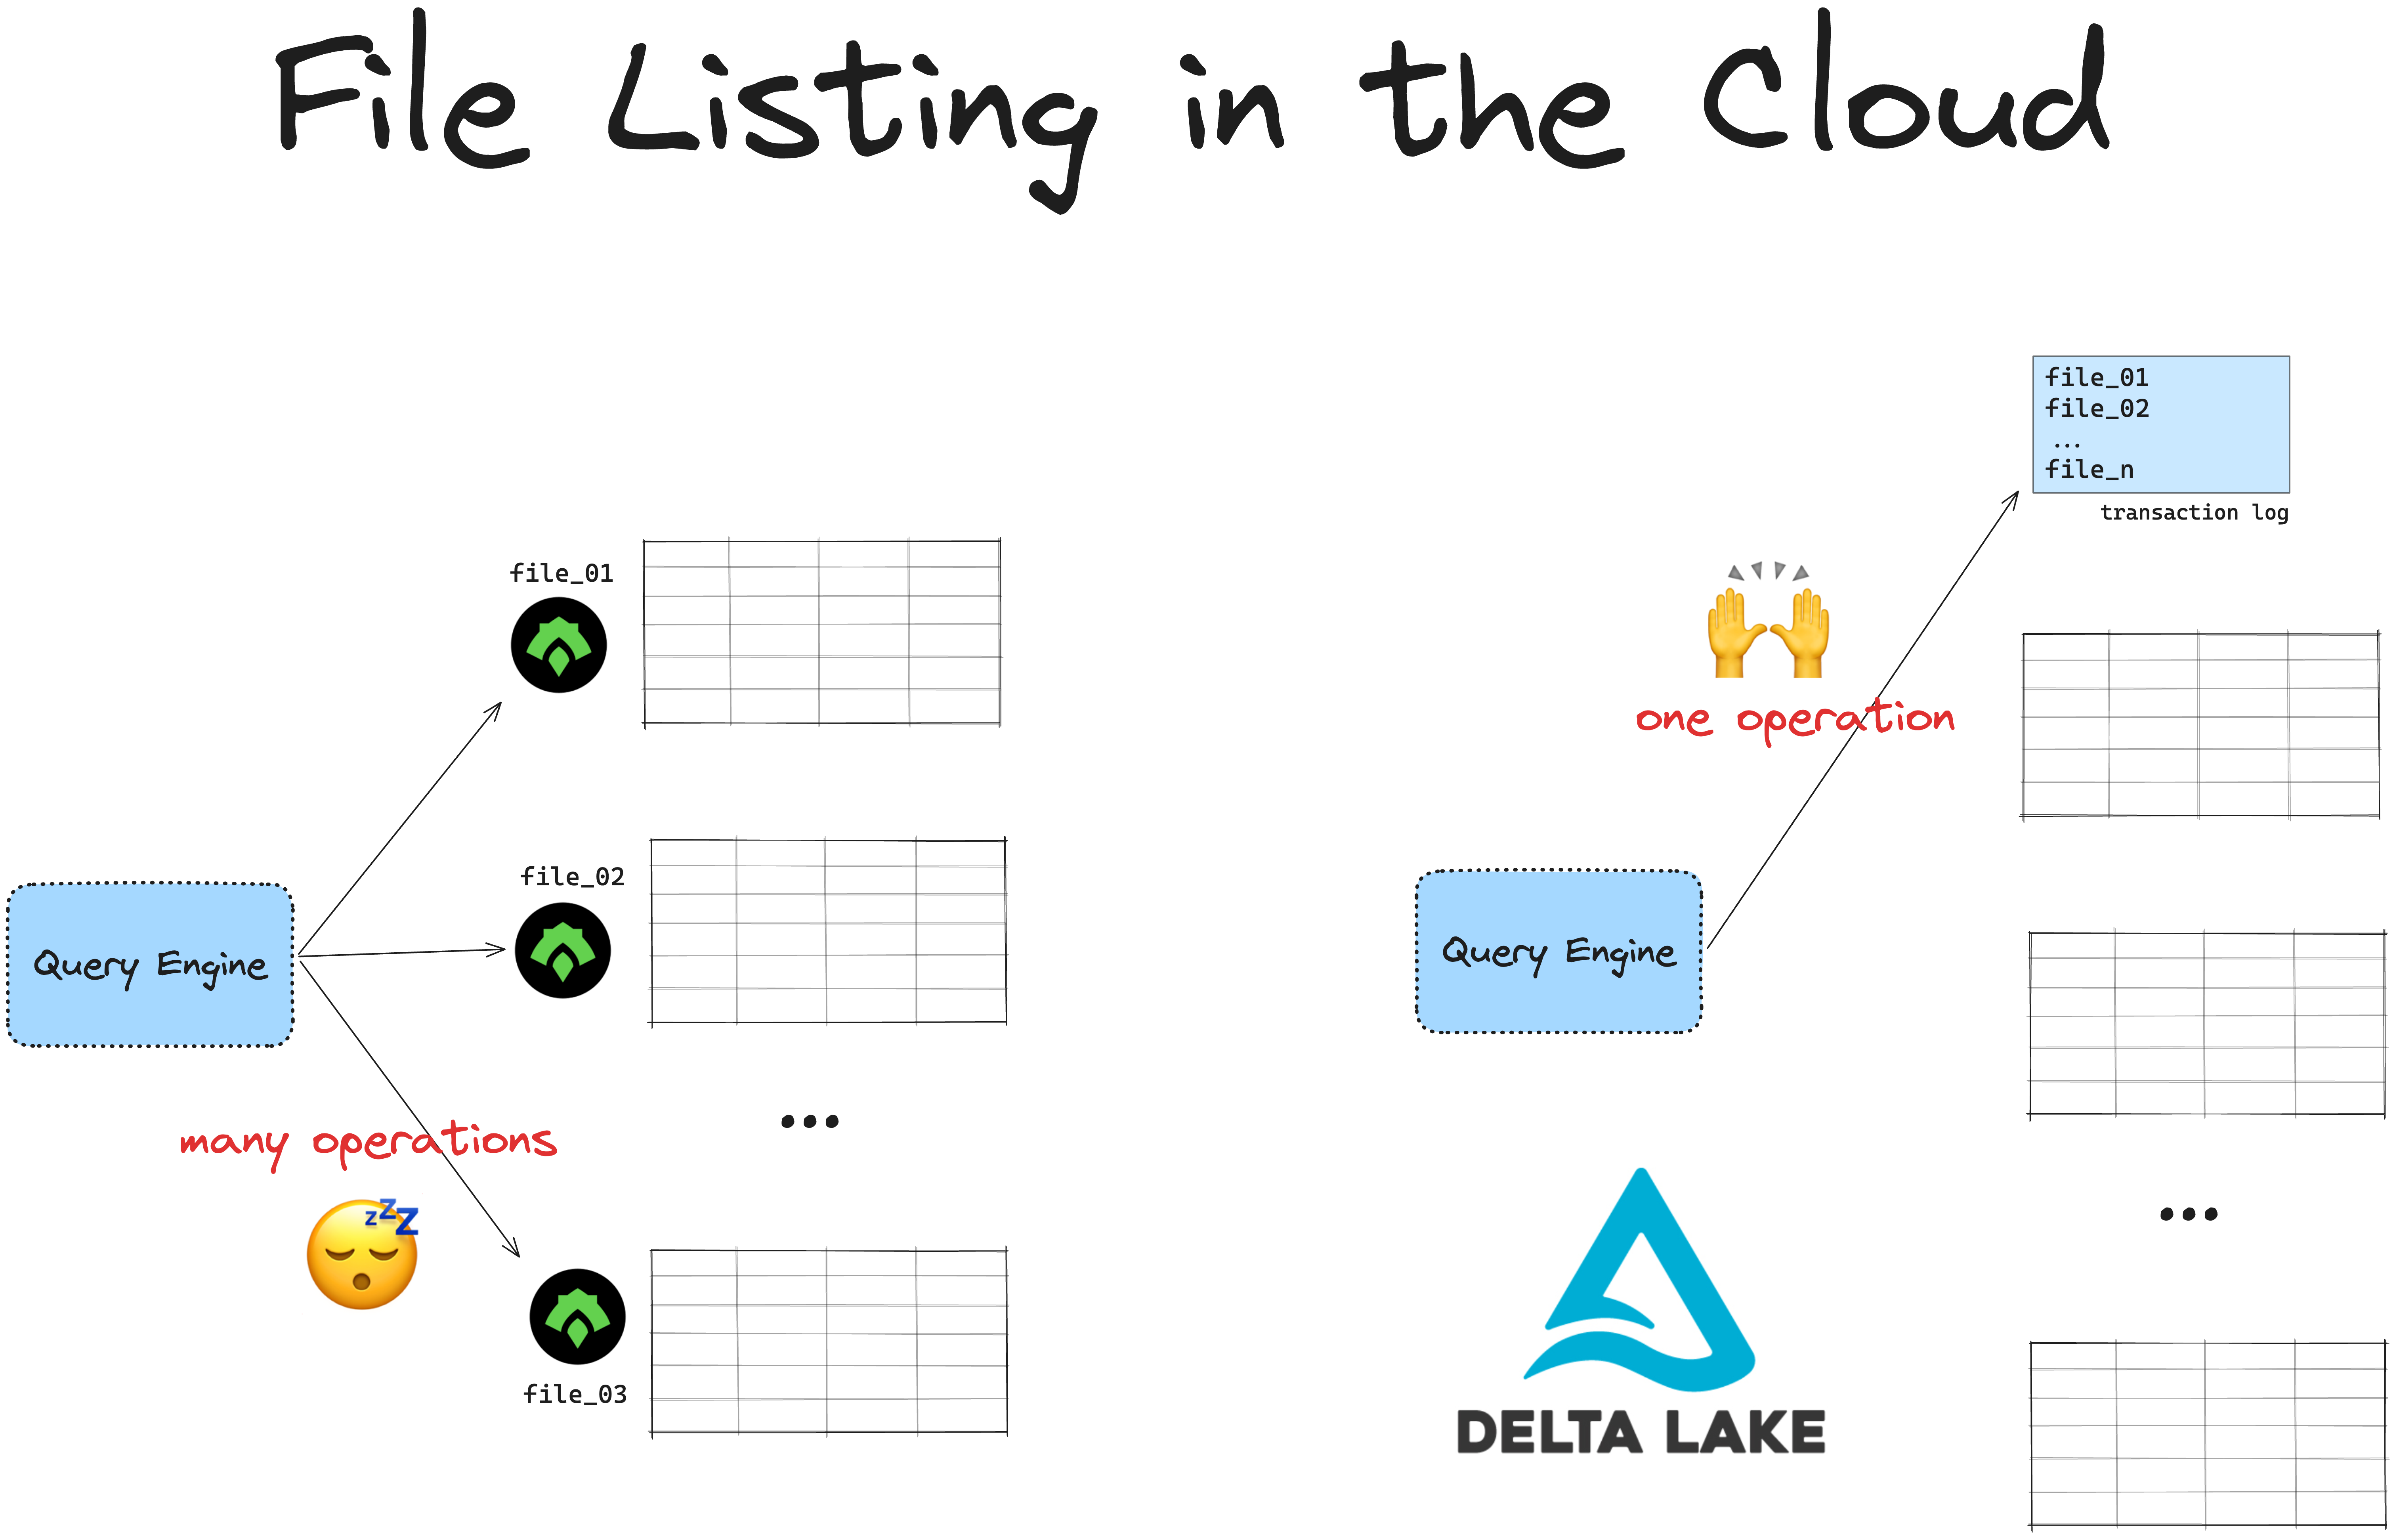 File Listing in the Cloud
file_01
file_02
...
file_n
transaction log
file_01
one operation
file_02
Query Engine
Query Engine
...
many operations
zzz
...
file_03
DELTA LAKE